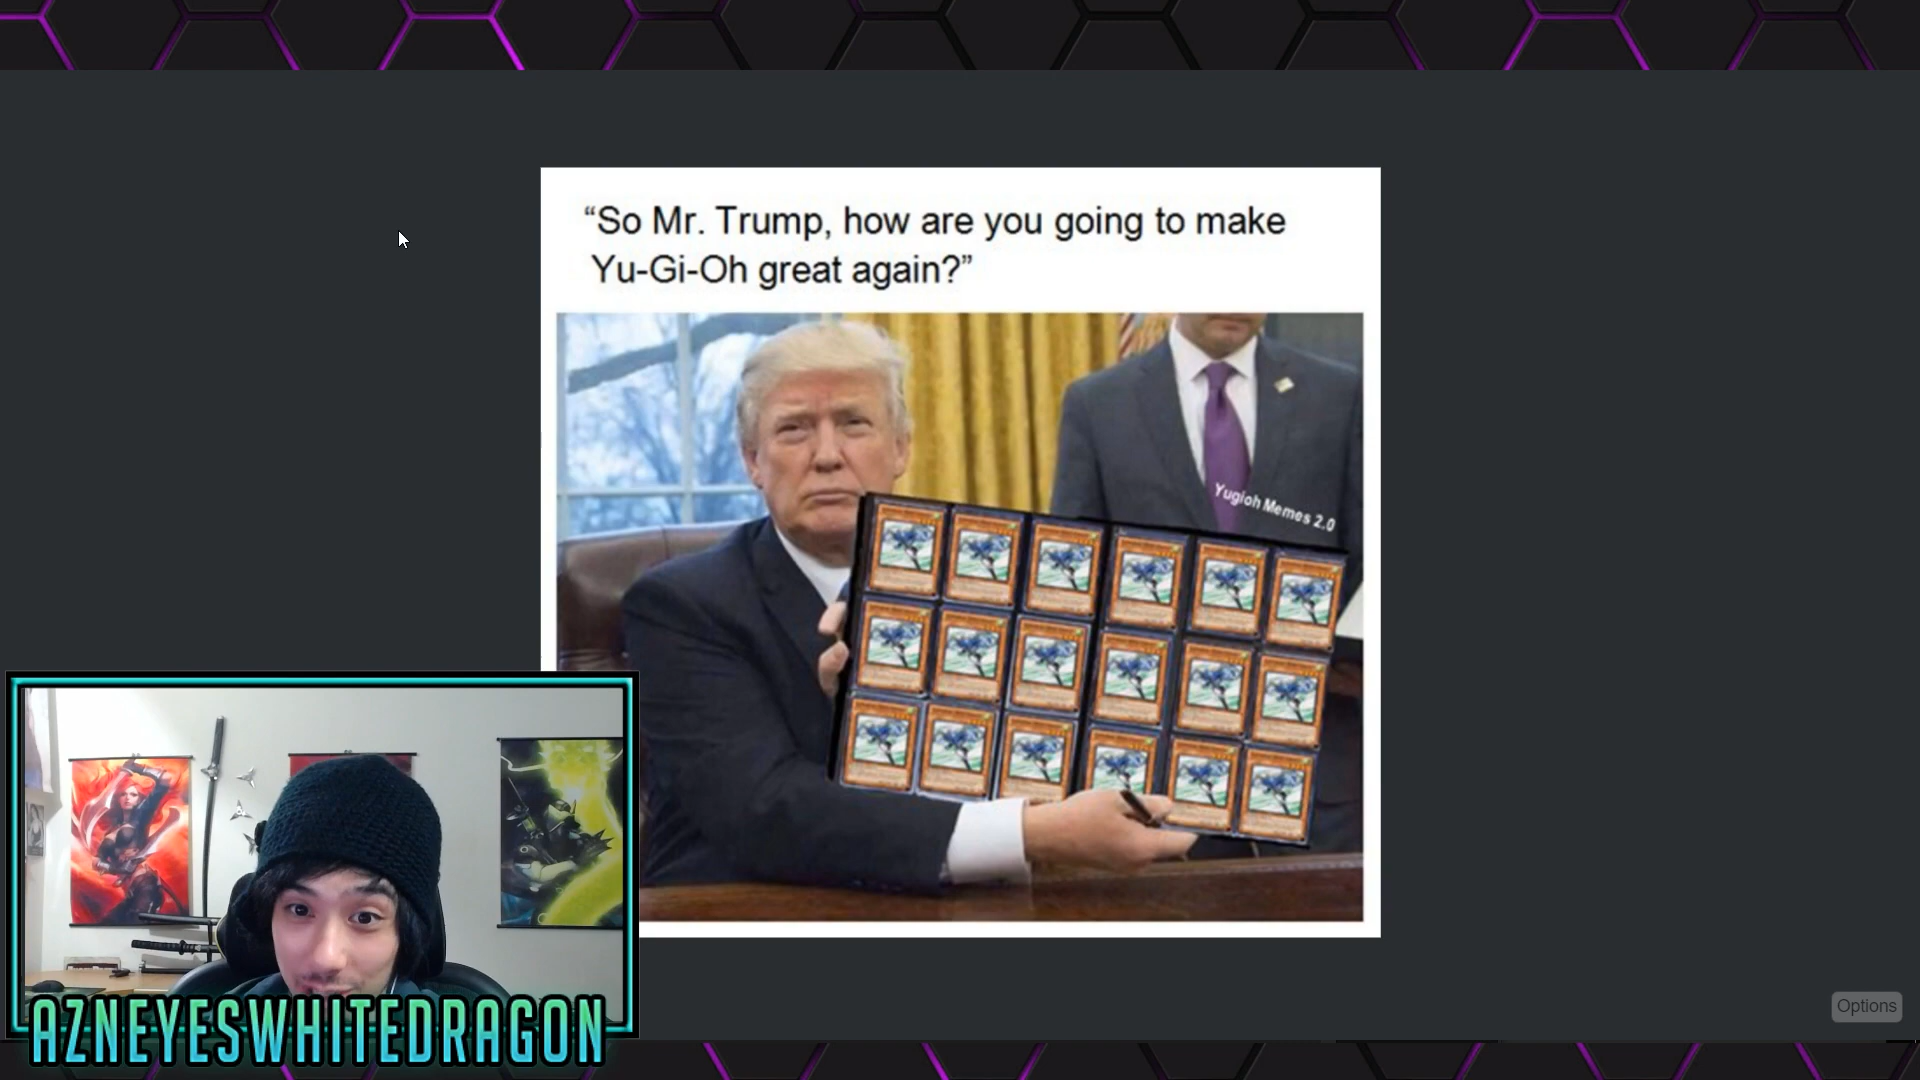 “So Mr. Trump, how are you going to make
Yu-Gi-Oh great again?”
Yugioh Memes 2.0
AZNEYESWHITEDRAGON
Options